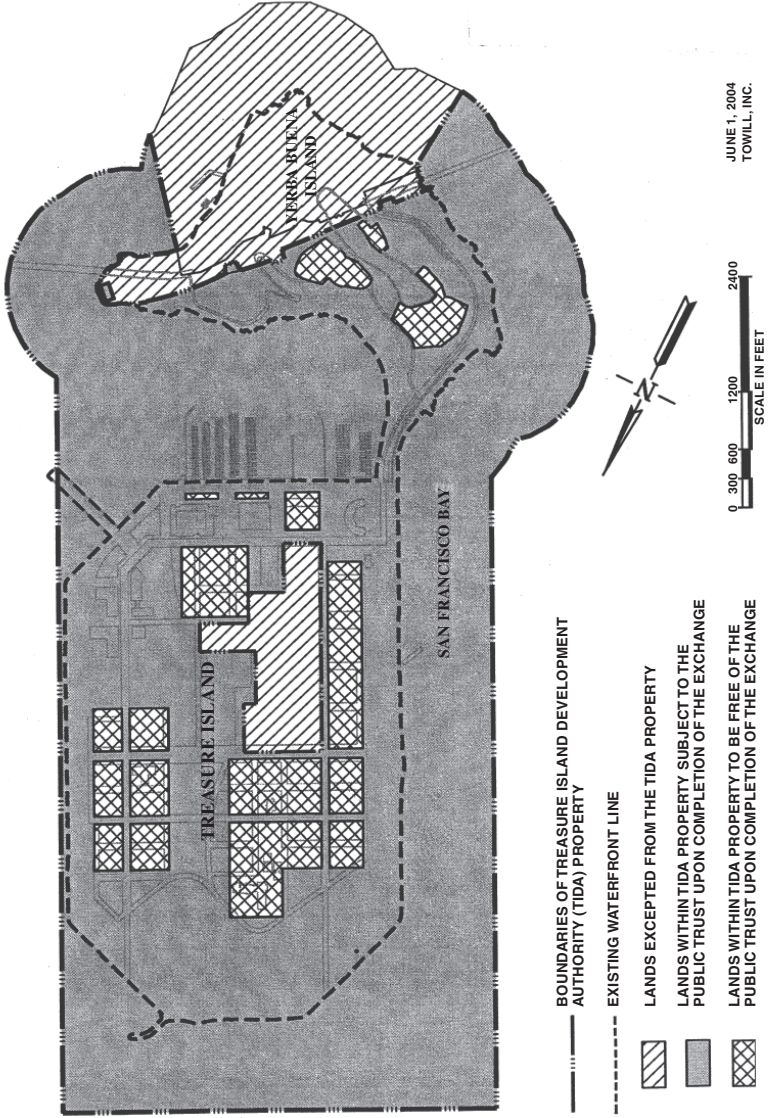 YERBA BUENA
ISLAND
TREASURE ISLAND
SAN FRANCISCO BAY
BOUNDARIES OF TREASURE ISLAND DEVELOPMENT
AUTHORITY (TIDA) PROPERTY
EXISTING WATERFRONT LINE
LANDS EXCEPTED FROM THE TIDA PROPERTY
LANDS WITHIN TIDA PROPERTY SUBJECT TO THE
PUBLIC TRUST UPON COMPLETION OF THE EXCHANGE
LANDS WITHIN TIDA PROPERTY TO BE FREE OF THE
PUBLIC TRUST UPON COMPLETION OF THE EXCHANGE
N
0 300 600 1200 2400
SCALE IN FEET
JUNE 1, 2004
TOWILL, INC.